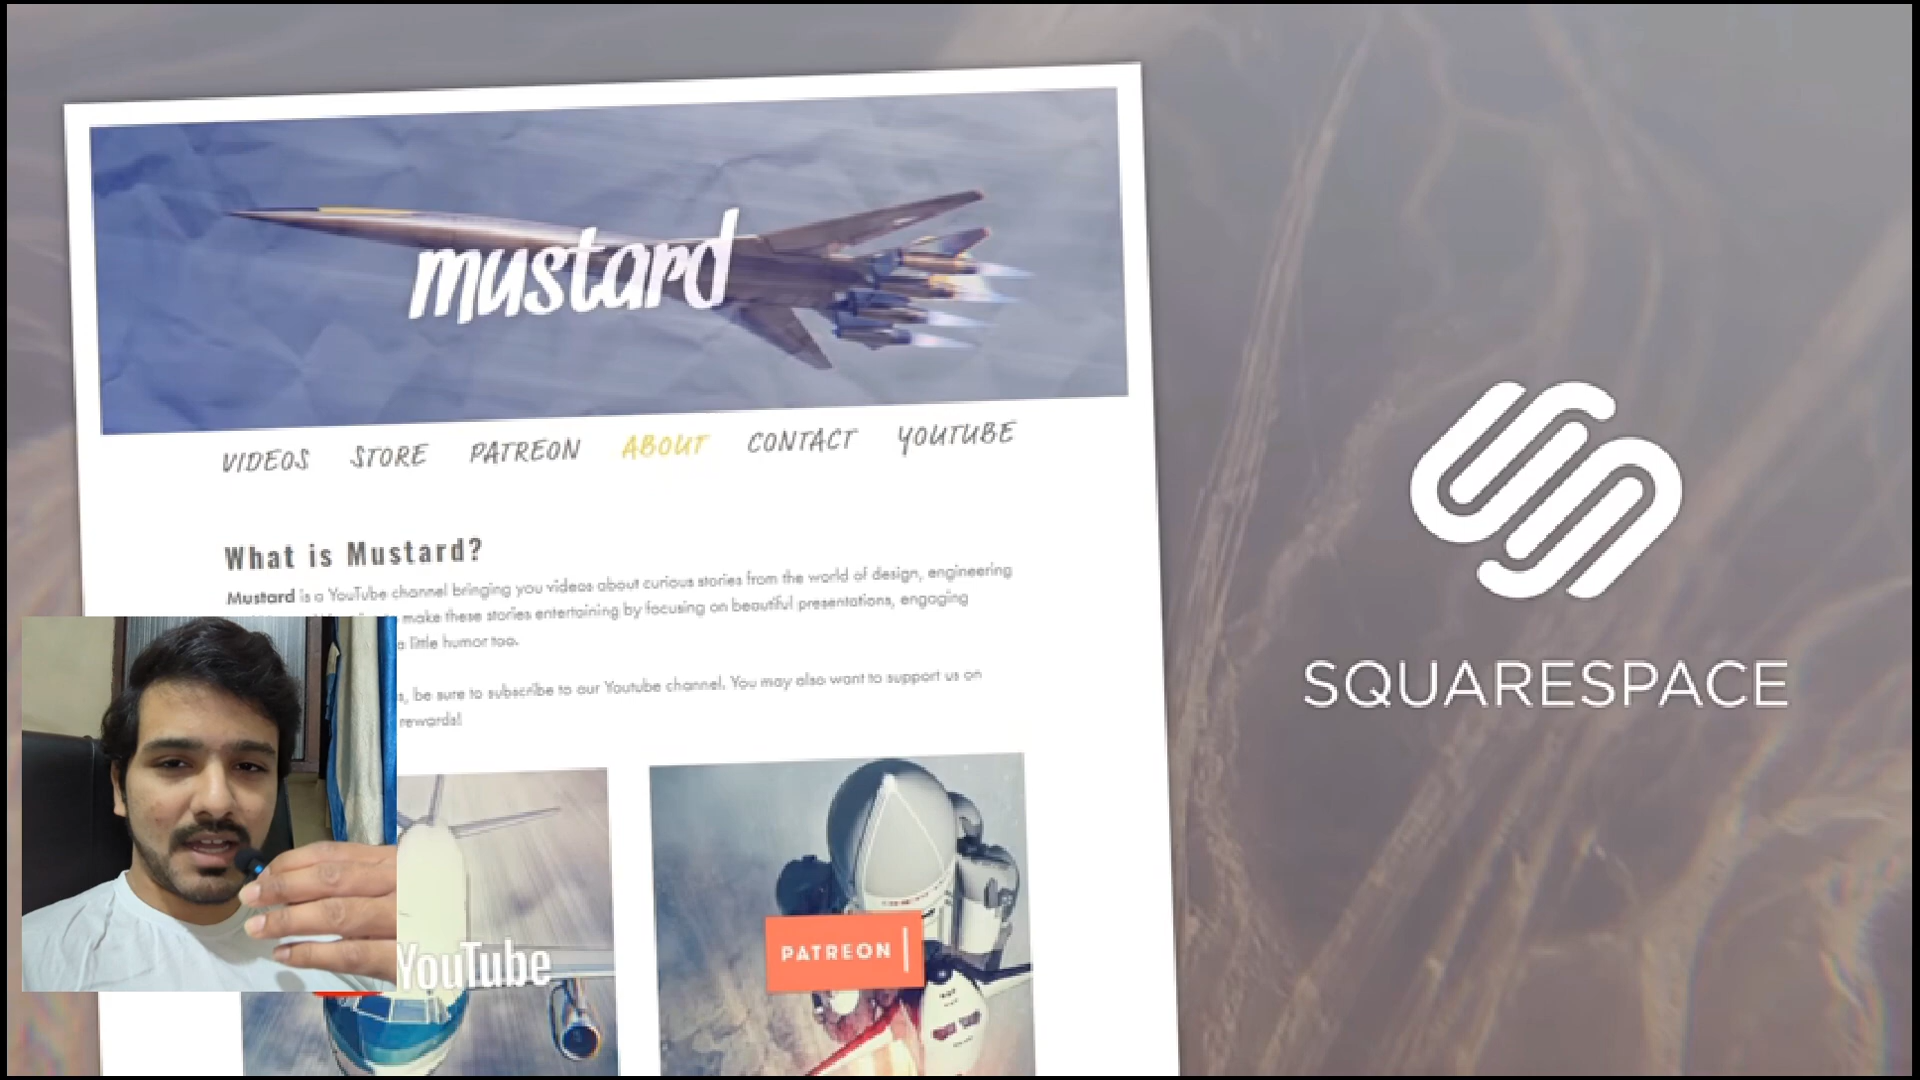 mustard
VIDEOS STORE PATREON ABOUT CONTACT YOUTUBE
What is Mustard?
Mustard is a YouTube channel bringing you videos about curious stories from the world of design, engineering
make these stories entertaining by focusing on beautiful presentations, engaging
a little humor too.
s, be sure to subscribe to our Youtube channel. You may also want to support us on
rewards!
YouTube
PATREON
SQUARESPACE